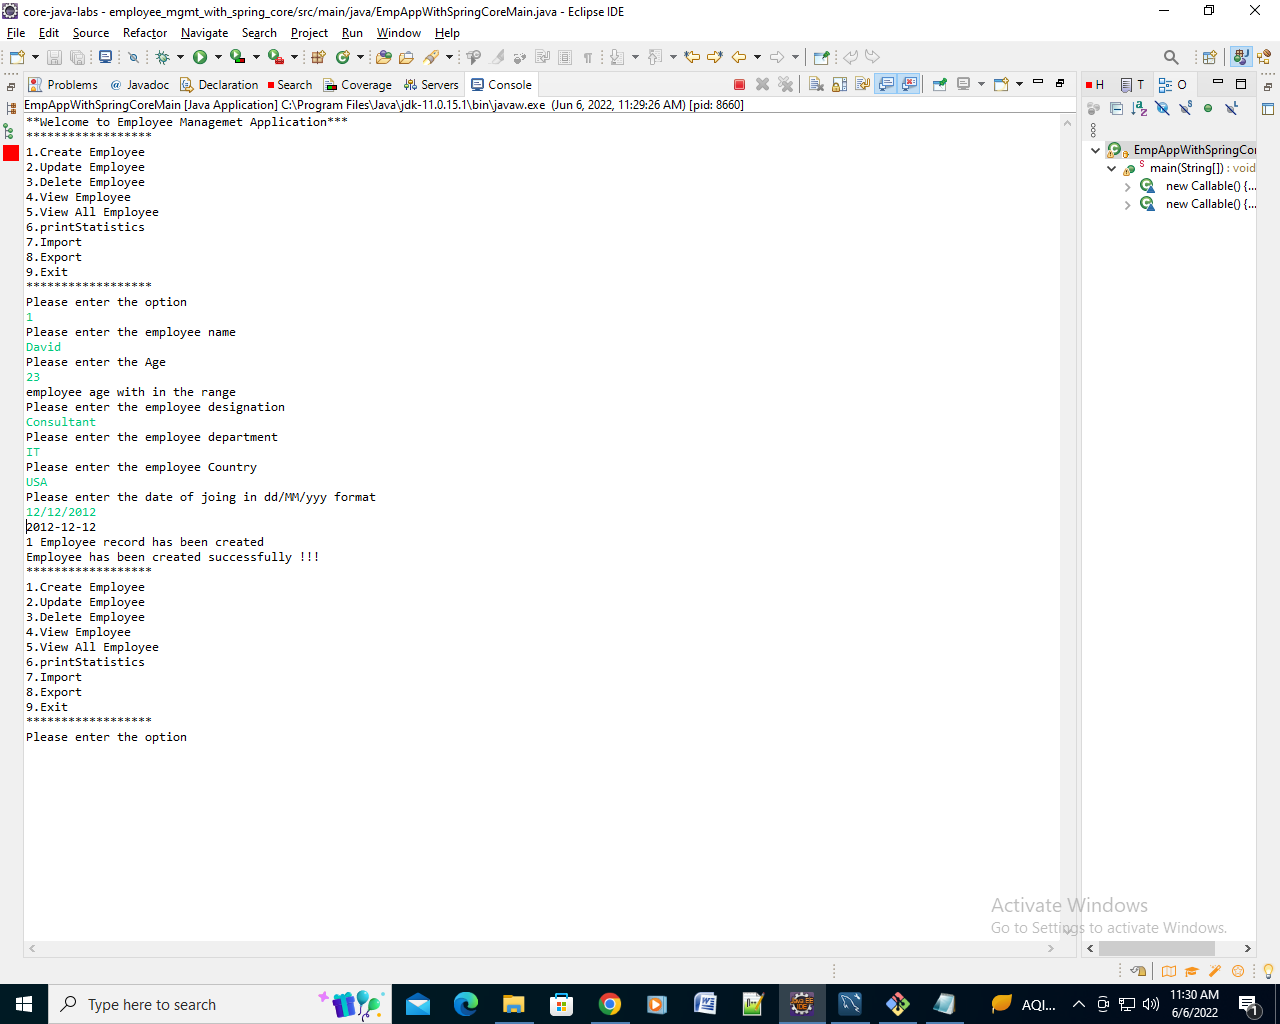 core-java-labs - employee_mgmt_with_spring_core/src/main/java/EmpAppWithSpringCoreMain.java - Eclipse IDE
File Edit Source Refactor Navigate Search Project Run Window Help
Problems @ Javadoc Declaration Search Coverage Servers Console
H T O
EmpAppWithSpringCoreMain [Java Application] C:\Program Files\Java\jdk-11.0.15.1\bin\javaw.exe (Jun 6, 2022, 11:29:26 AM) [pid: 8660]
**Welcome to Employee Managemet Application***
******************
1.Create Employee
2.Update Employee
3.Delete Employee
4.View Employee
5.View All Employee
6.printStatistics
7.Import
8.Export
9.Exit
******************
Please enter the option
1
Please enter the employee name
David
Please enter the Age
23
employee age with in the range
Please enter the employee designation
Consultant
Please enter the employee department
IT
Please enter the employee Country
USA
Please enter the date of joing in dd/MM/yyy format
12/12/2012
2012-12-12
1 Employee record has been created
Employee has been created successfully !!!
******************
1.Create Employee
2.Update Employee
3.Delete Employee
4.View Employee
5.View All Employee
6.printStatistics
7.Import
8.Export
9.Exit
******************
Please enter the option
EmpAppWithSpringCor
main(String[]) : void
new Callable() {...
new Callable() {...
Activate Windows
Go to Settings to activate Windows.
Type here to search
AQI...
11:30 AM
6/6/2022
1